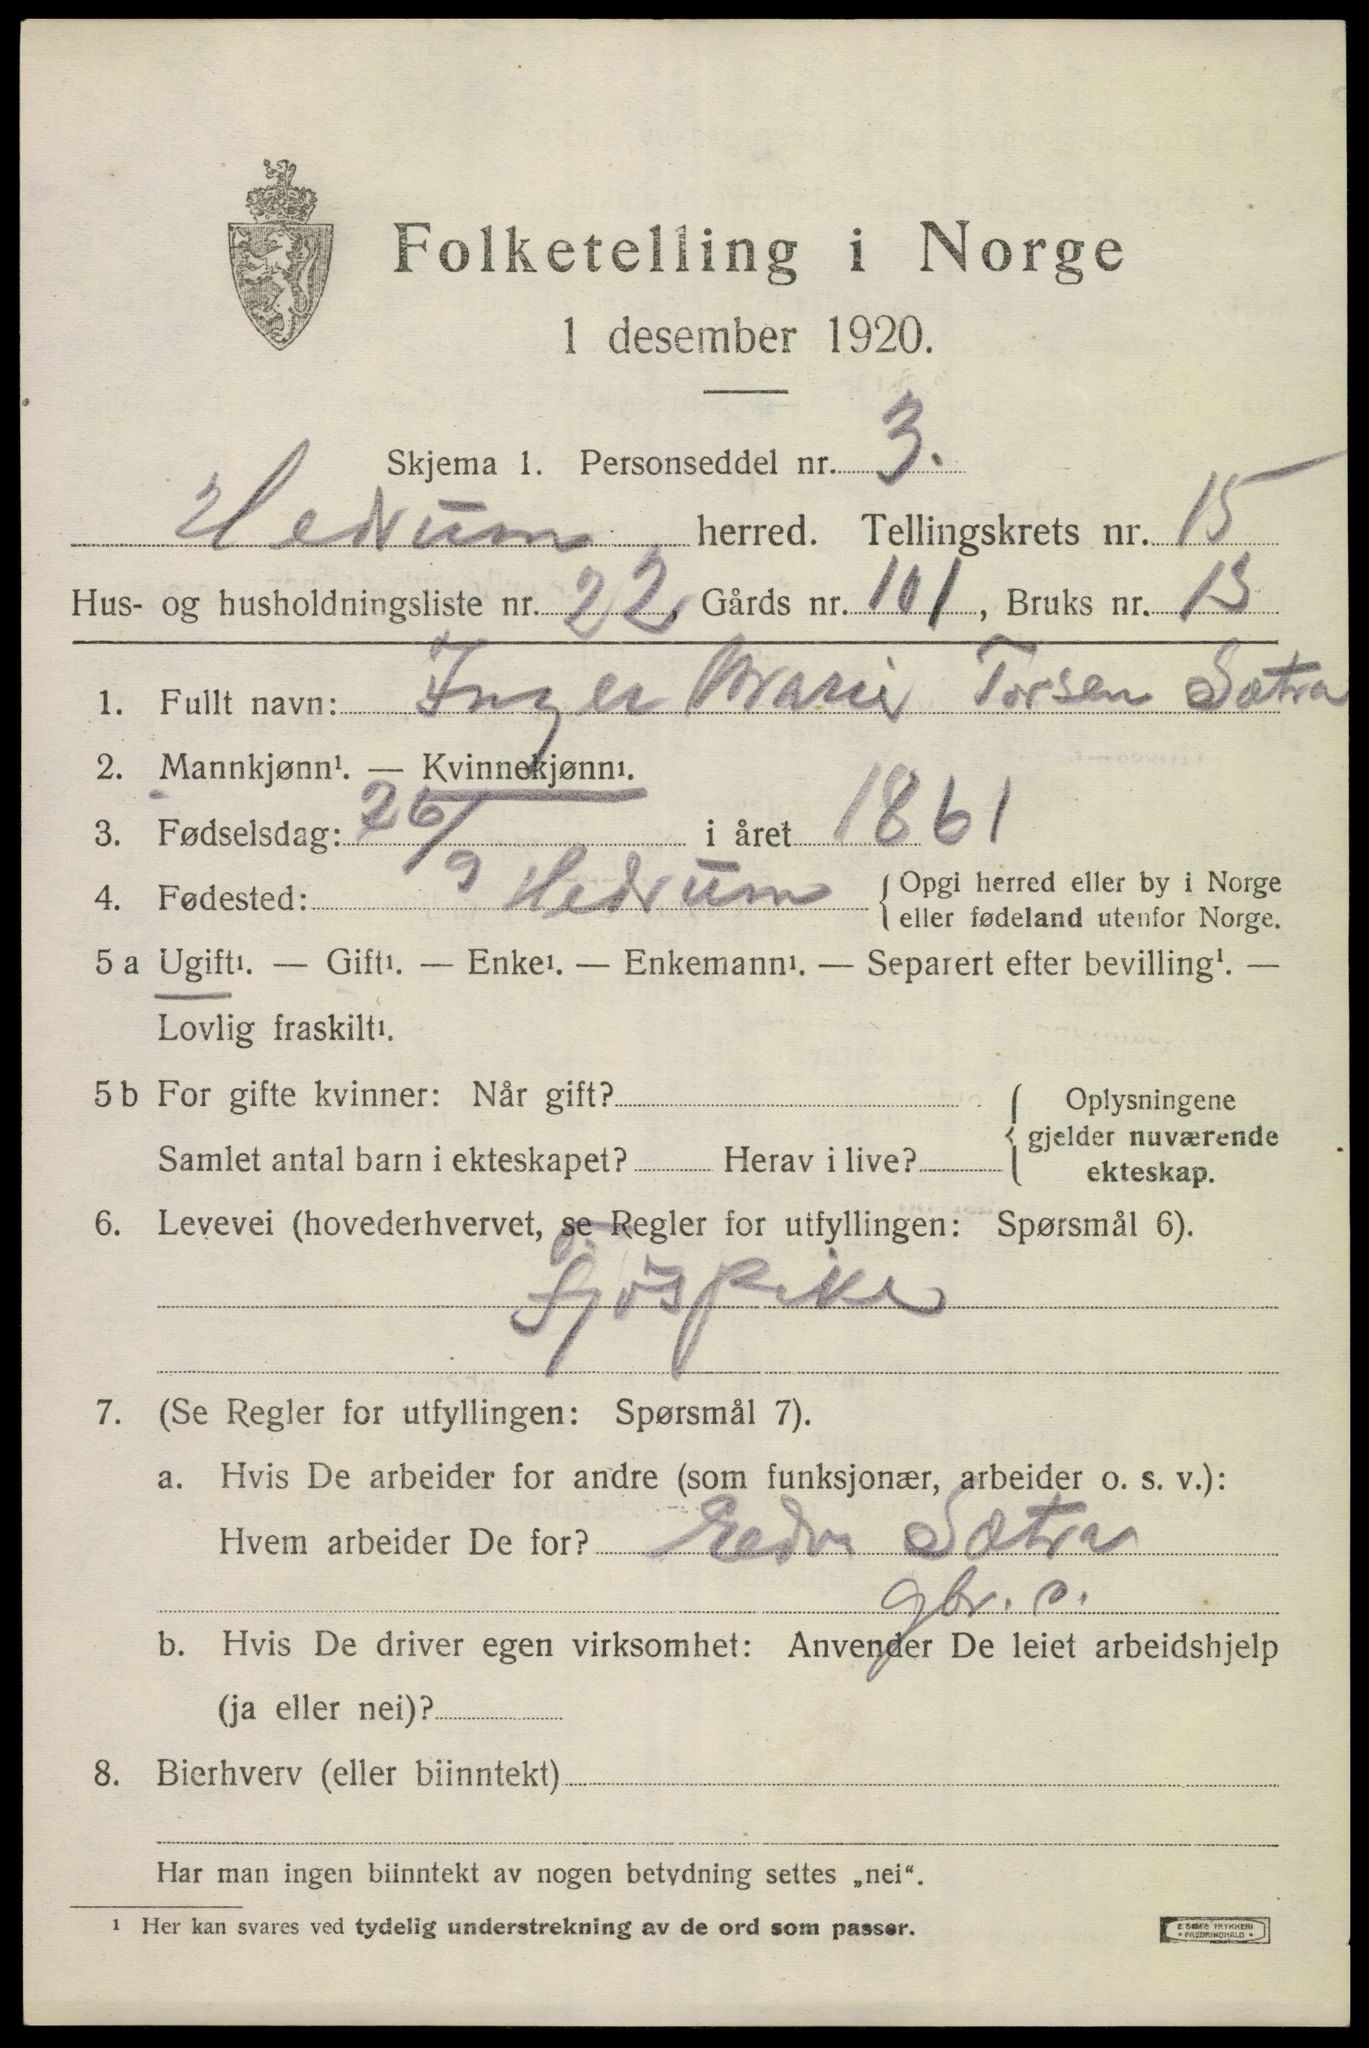 Folketelling i Norge
1 desember 1920.
Skjema 1. Personseddel nr. 3.
Hedrum herred. Tellingskrets nr. 15
Hus- og husholdningsliste nr. 22, Gårds nr. 101, Bruks nr. 13
1. Fullt navn: Inger Marie Torsen Sætra
2. Mannkjønn¹. — Kvinnekjønn¹.
3. Fødselsdag: 26/9 i året 1861
4. Fødested: Hedrum { Opgi herred eller by i Norge
eller fødeland utenfor Norge.
5 a Ugift¹. — Gift¹. — Enke¹. — Enkemann¹. — Separert efter bevilling¹. —
Lovlig fraskilt¹.
5 b For gifte kvinner: Når gift? { Oplysningene
gjelder nuværende
Samlet antal barn i ekteskapet? Herav i live? ekteskap.
6. Levevei (hovederhvervet, se Regler for utfyllingen: Spørsmål 6).
Fjöspike
7. (Se Regler for utfyllingen: Spørsmål 7).
a. Hvis De arbeider for andre (som funksjonær, arbeider o. s. v.):
Hvem arbeider De for? Sætra
gbr.
b. Hvis De driver egen virksomhet: Anvender De leiet arbeidshjelp
(ja eller nei)?
8. Bierhverv (eller biinntekt)
Har man ingen biinntekt av nogen betydning settes „nei“.
¹ Her kan svares ved tydelig understrekning av de ord som passer.